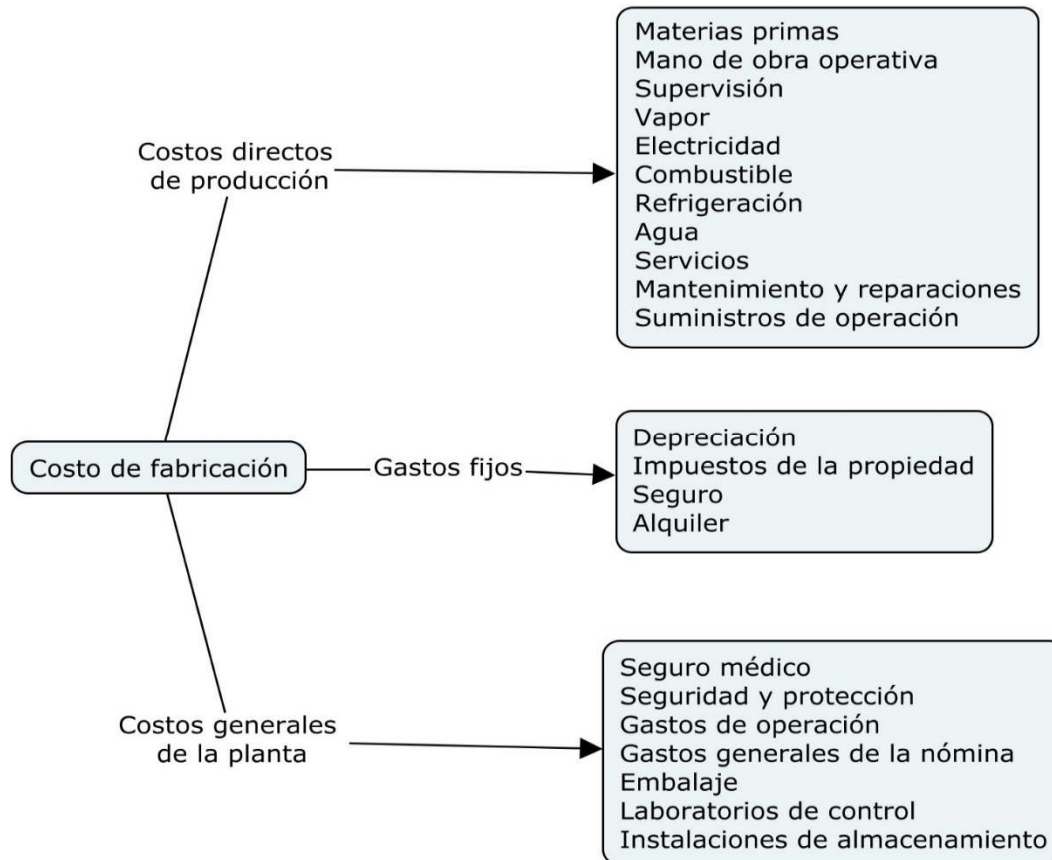 Costo de fabricación
Costos directos
de producción
Materias primas
Mano de obra operativa
Supervisión
Vapor
Electricidad
Combustible
Refrigeración
Agua
Servicios
Mantenimiento y reparaciones
Suministros de operación
Gastos fijos
Depreciación
Impuestos de la propiedad
Seguro
Alquiler
Costos generales
de la planta
Seguro médico
Seguridad y protección
Gastos de operación
Gastos generales de la nómina
Embalaje
Laboratorios de control
Instalaciones de almacenamiento